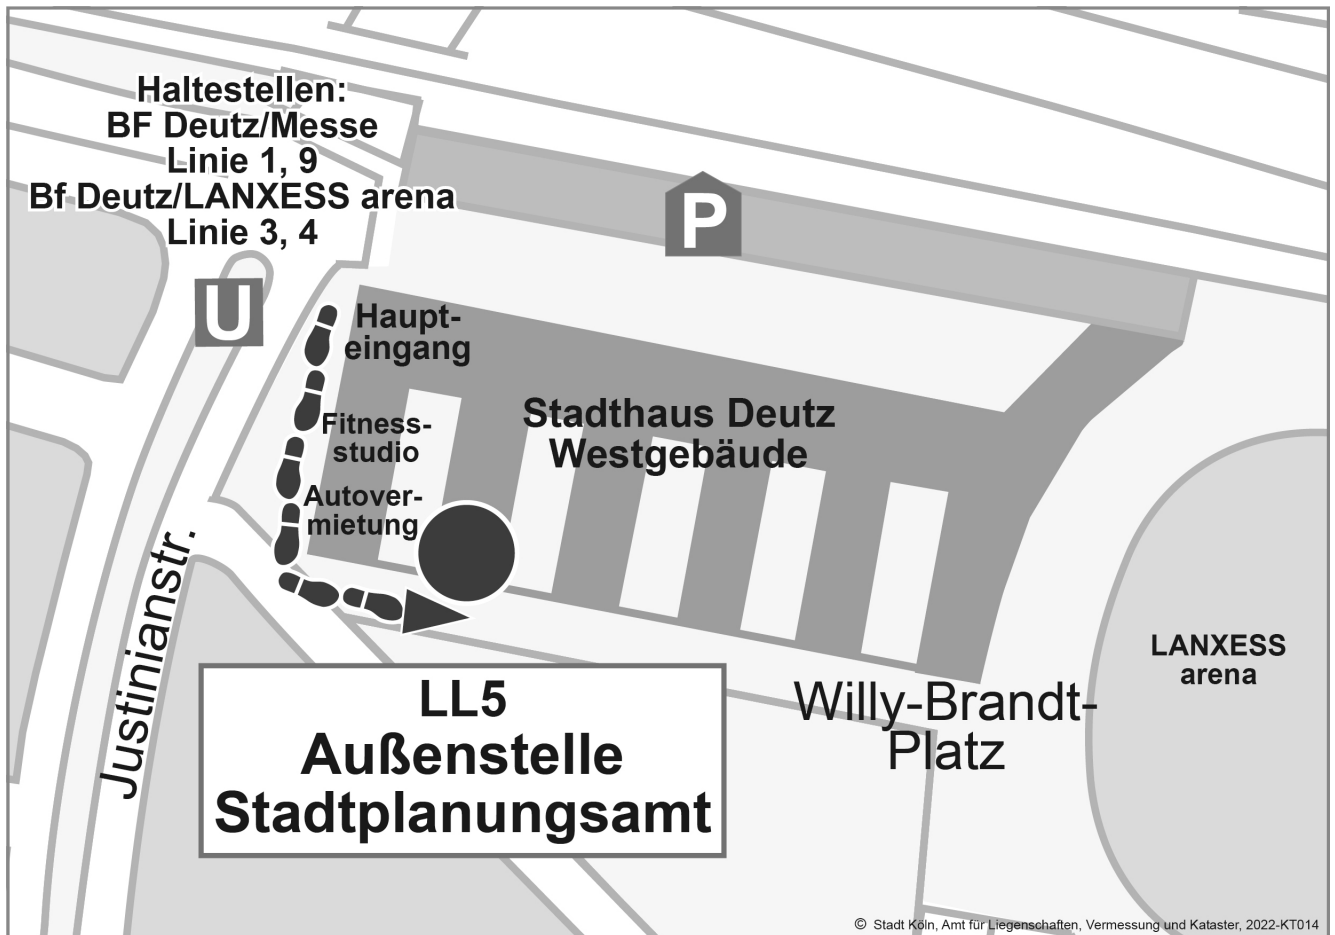 Haltestellen:
BF Deutz/Messe
Linie 1, 9
Bf Deutz/LANXESS arena
Linie 3, 4
P
U
Haupt-
eingang
Fitness-
studio
Autover-
mietung
Stadthaus Deutz
Westgebäude
Justinianstr.
LL5
Außenstelle
Stadtplanungsamt
Willy-Brandt-
Platz
LANXESS
arena
© Stadt Köln, Amt für Liegenschaften, Vermessung und Kataster, 2022-KT014